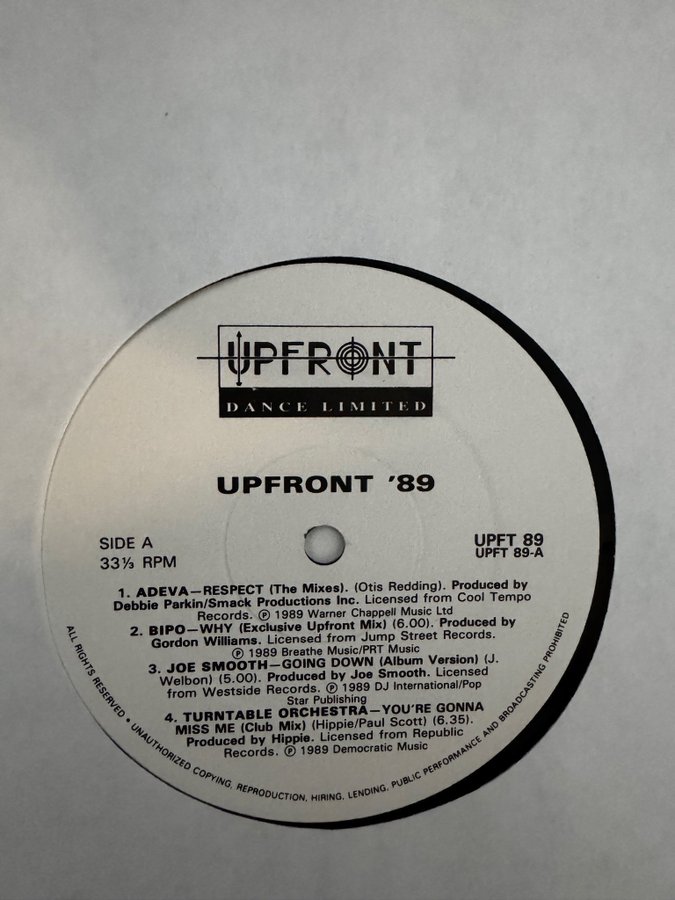 UPFRONT
DANCE LIMITED
UPFRONT '89
SIDE A
33⅓ RPM
UPFT 89
UPFT 89-A
1. ADEVA—RESPECT (The Mixes). (Otis Redding). Produced by
Debbie Parkin/Smack Productions Inc. Licensed from Cool Tempo
Records. ℗ 1989 Warner Chappell Music Ltd
2. BIPO—WHY (Exclusive Upfront Mix) (6.00). Produced by
Gordon Williams. Licensed from Jump Street Records.
℗ 1989 Breathe Music/PRT Music
3. JOE SMOOTH—GOING DOWN (Album Version) (J.
Welbon) (5.00). Produced by Joe Smooth. Licensed
from Westside Records. ℗ 1989 DJ International/Pop
Star Publishing
4. TURNTABLE ORCHESTRA—YOU'RE GONNA
MISS ME (Club Mix) (Hippie/Paul Scott) (6.35).
Produced by Hippie. Licensed from Republic
Records. ℗ 1989 Democratic Music
ALL RIGHTS RESERVED • UNAUTHORIZED COPYING, REPRODUCTION, HIRING, LENDING, PUBLIC PERFORMANCE AND BROADCASTING PROHIBITED